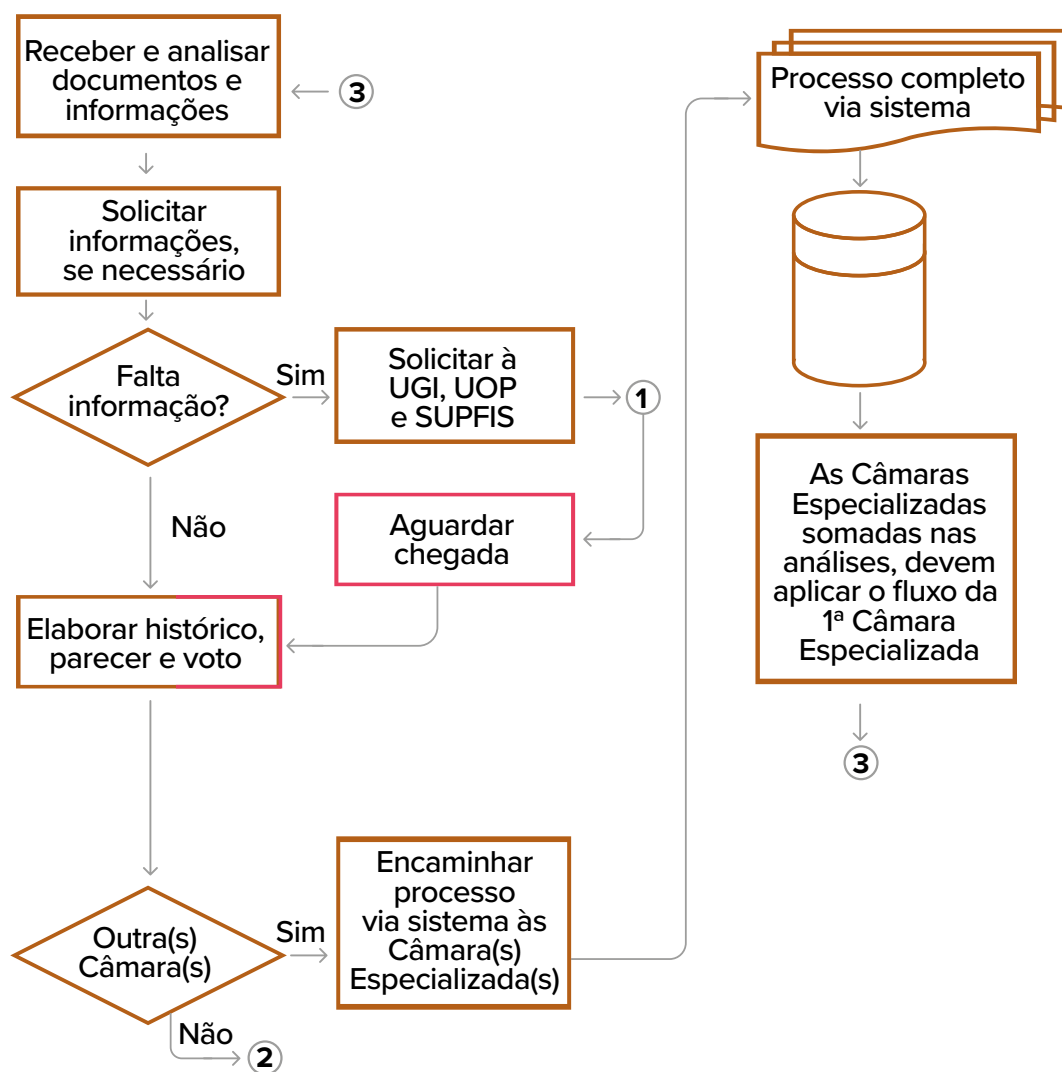 Receber e analisar
documentos e
informações
3
Solicitar
informações,
se necessário
Falta
informação?
Sim
Solicitar à
UGI, UOP
e SUPFIS
1
Não
Aguardar
chegada
Elaborar histórico,
parecer e voto
Outra(s)
Câmara(s)
Sim
Encaminhar
processo
via sistema às
Câmara(s)
Especializada(s)
Não
2
Processo completo
via sistema
As Câmaras
Especializadas
somadas nas
análises, devem
aplicar o fluxo da
1ª Câmara
Especializada
3